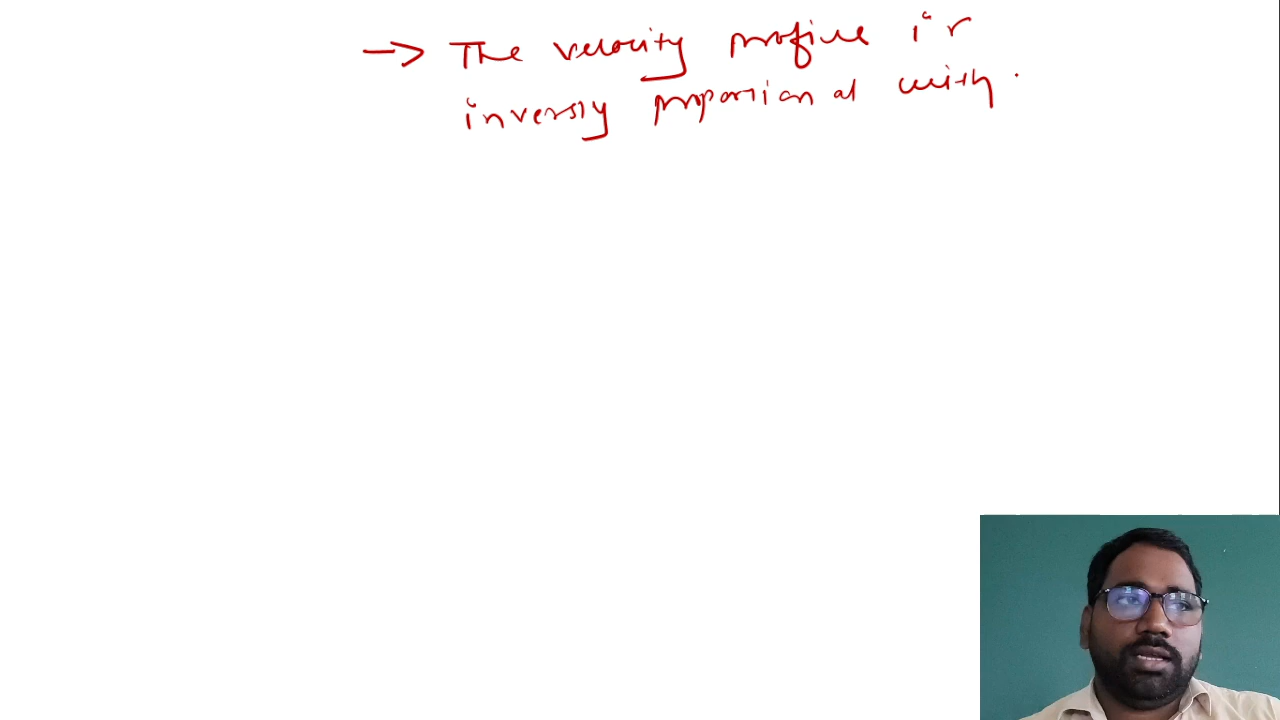 → The velocity profile is
inversly proportional with .